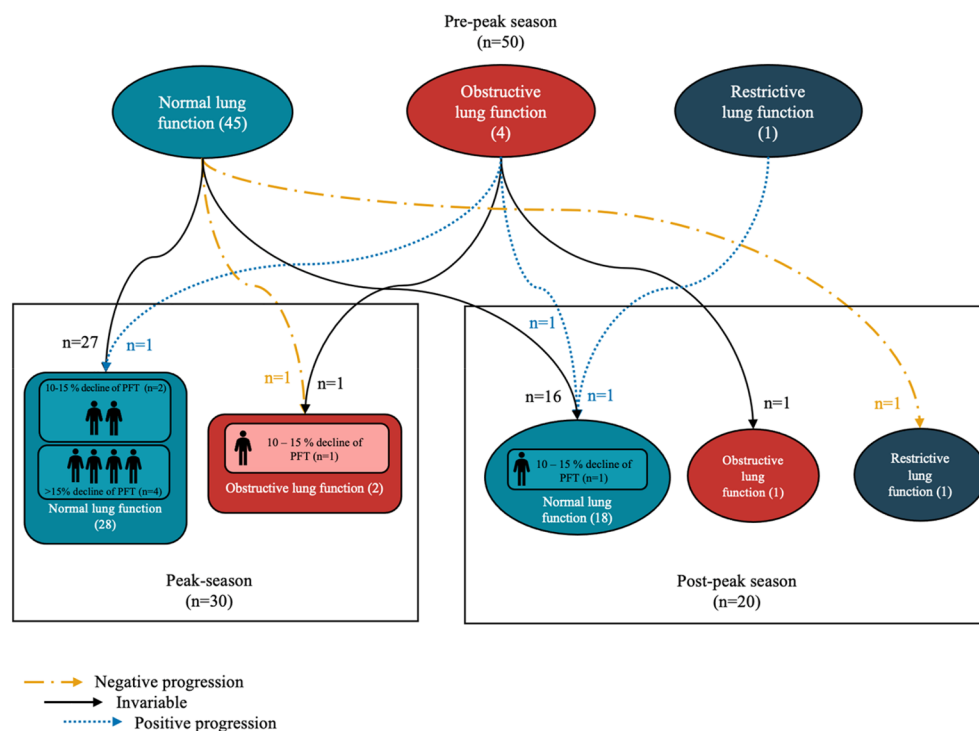 Pre-peak season
(n=50)
Normal lung
function (45)
Obstructive
lung function
(4)
Restrictive
lung function
(1)
n=27
n=1
n=1
n=1
n=1
n=16
n=1
n=1
n=1
10-15 % decline of PFT (n=2)
>15% decline of PFT (n=4)
Normal lung function
(28)
10 – 15 % decline of
PFT (n=1)
Obstructive lung function (2)
10 – 15 % decline of
PFT (n=1)
Normal lung
function (18)
Obstructive
lung
function (1)
Restrictive
lung
function (1)
Peak-season
(n=30)
Post-peak season
(n=20)
Negative progression
Invariable
Positive progression